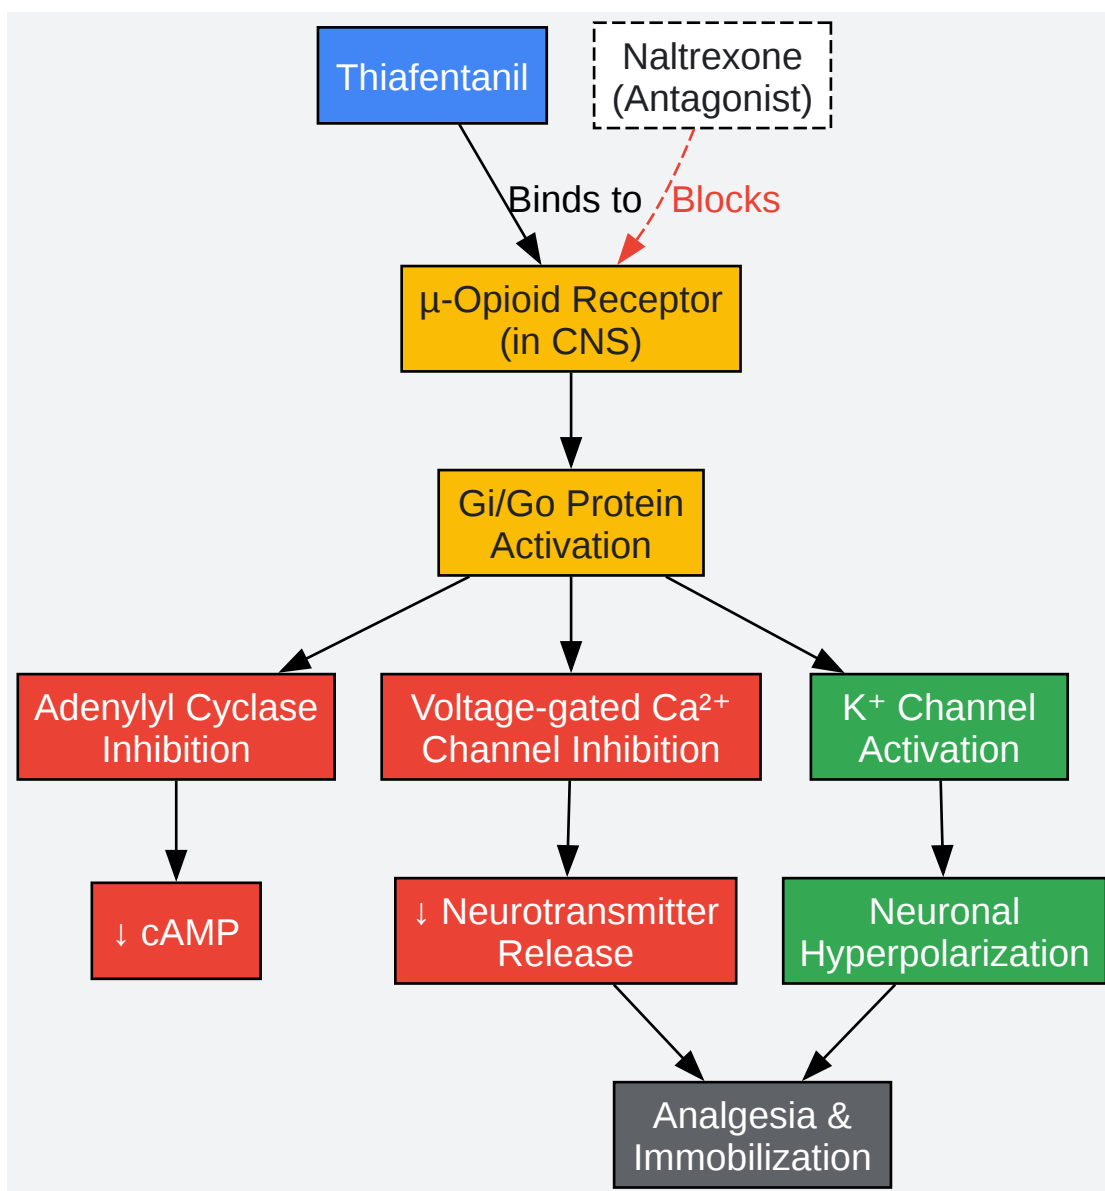 Thiafentanil
Naltrexone
(Antagonist)
Binds to
Blocks
µ-Opioid Receptor
(in CNS)
Gi/Go Protein
Activation
Adenylyl Cyclase
Inhibition
Voltage-gated Ca²⁺
Channel Inhibition
K⁺ Channel
Activation
↓ cAMP
↓ Neurotransmitter
Release
Neuronal
Hyperpolarization
Analgesia &
Immobilization